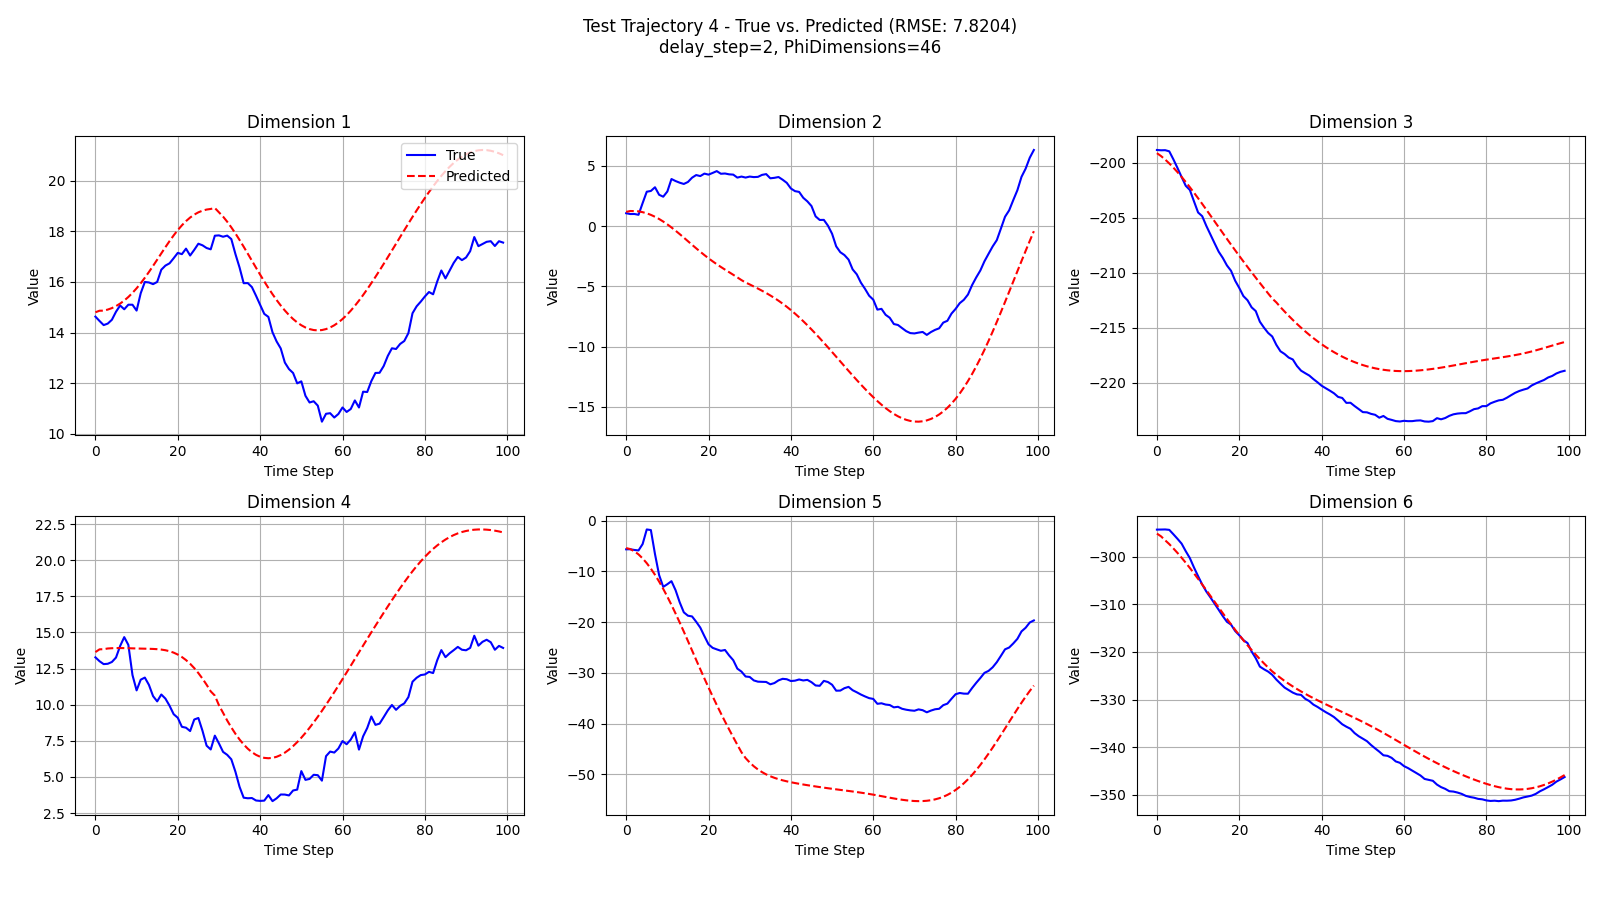 Test Trajectory 4 - True vs. Predicted (RMSE: 7.8204)
delay_step=2, PhiDimensions=46
Dimension 1
Value
20
18
16
14
12
10
0 20 40 60 80 100
Time Step
True
Predicted
Dimension 2
Value
5
0
−5
−10
−15
0 20 40 60 80 100
Time Step
Dimension 3
Value
−200
−205
−210
−215
−220
0 20 40 60 80 100
Time Step
Dimension 4
Value
22.5
20.0
17.5
15.0
12.5
10.0
7.5
5.0
2.5
0 20 40 60 80 100
Time Step
Dimension 5
Value
0
−10
−20
−30
−40
−50
0 20 40 60 80 100
Time Step
Dimension 6
Value
−300
−310
−320
−330
−340
−350
0 20 40 60 80 100
Time Step